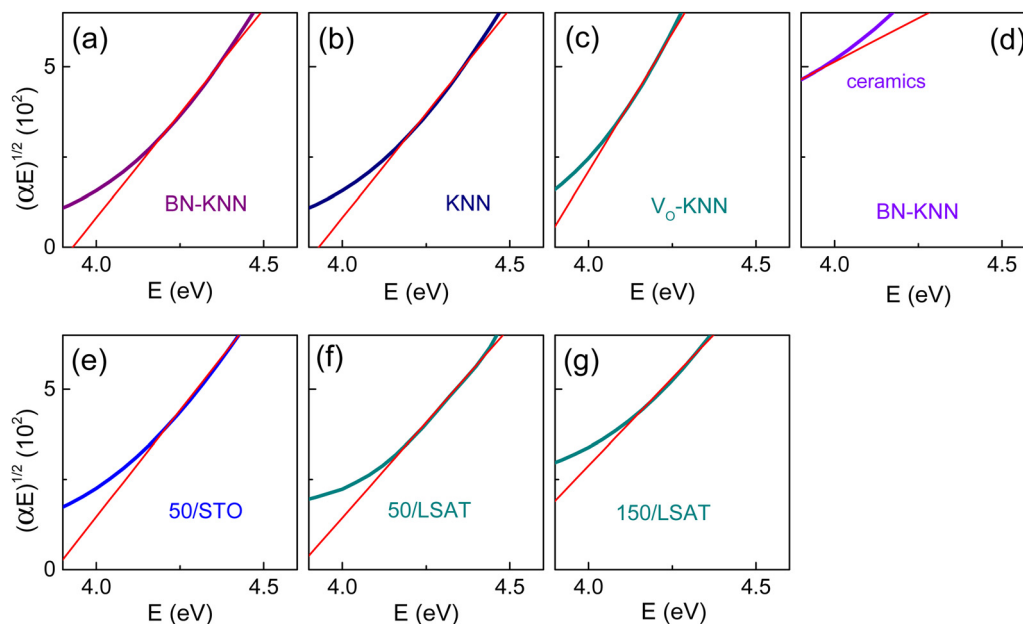 (a) (b) (c) (d)
(αE)^1/2 (10^2)
5
0
ceramics
BN-KNN KNN V_O-KNN BN-KNN
4.0 4.5 4.0 4.5 4.0 4.5 4.0 4.5
E (eV) E (eV) E (eV) E (eV)
(e) (f) (g)
(αE)^1/2 (10^2)
5
0
50/STO 50/LSAT 150/LSAT
4.0 4.5 4.0 4.5 4.0 4.5
E (eV) E (eV) E (eV)